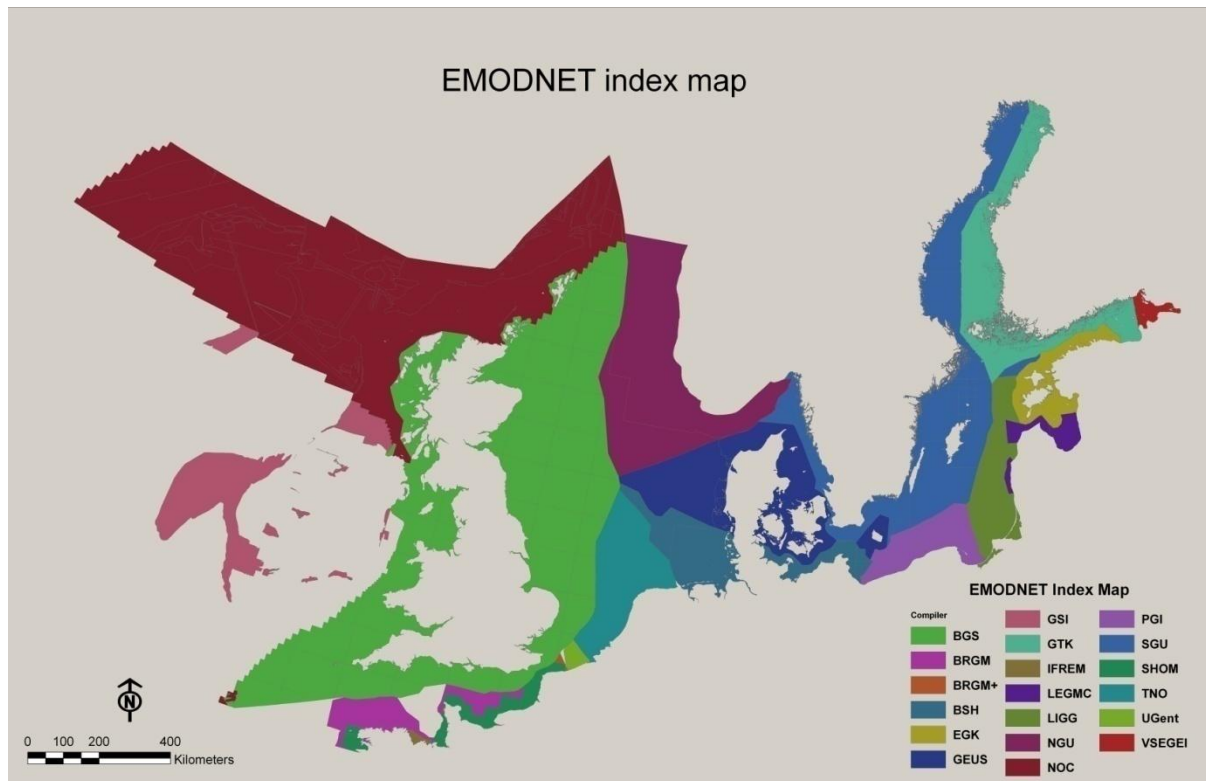 EMODNET index map
EMODNET Index Map
Compiler
BGS
BRGM
BRGM+
BSH
EGK
GEUS
GSI
GTK
IFREM
LEGMC
LIGG
NGU
NOC
PGI
SGU
SHOM
TNO
UGent
VSEGEI
N
0 100 200 400
Kilometers